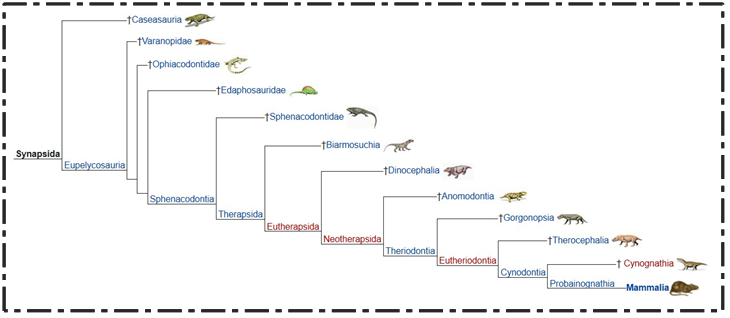 †Caseasauria
†Varanopidae
†Ophiacodontidae
†Edaphosauridae
†Sphenacodontidae
†Biarmosuchia
Synapsida
Eupelycosauria
†Dinocephalia
Sphenacodontia
†Anomodontia
Therapsida
†Gorgonopsia
Eutherapsida
Neotherapsida
†Therocephalia
Theriodontia
Eutheriodontia
† Cynognathia
Cynodontia
Probainognathia
Mammalia